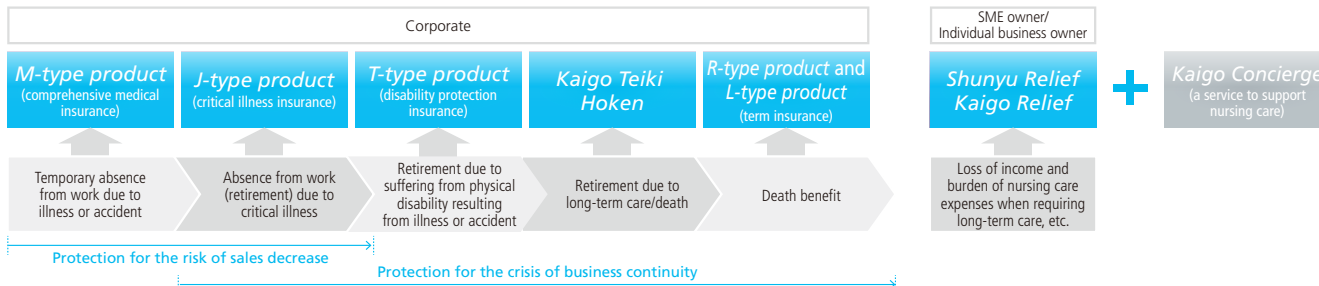 Corporate
SME owner/
Individual business owner
M-type product
(comprehensive medical
insurance)
J-type product
(critical illness insurance)
T-type product
(disability protection
insurance)
Kaigo Teiki
Hoken
R-type product and
L-type product
(term insurance)
Shunyu Relief
Kaigo Relief
Kaigo Concierge
(a service to support
nursing care)
Temporary absence
from work due to
illness or accident
Absence from work
(retirement) due to
critical illness
Retirement due to
suffering from physical
disability resulting
from illness or accident
Retirement due to
long-term care/death
Death benefit
Loss of income and
burden of nursing care
expenses when requiring
long-term care, etc.
Protection for the risk of sales decrease
Protection for the crisis of business continuity